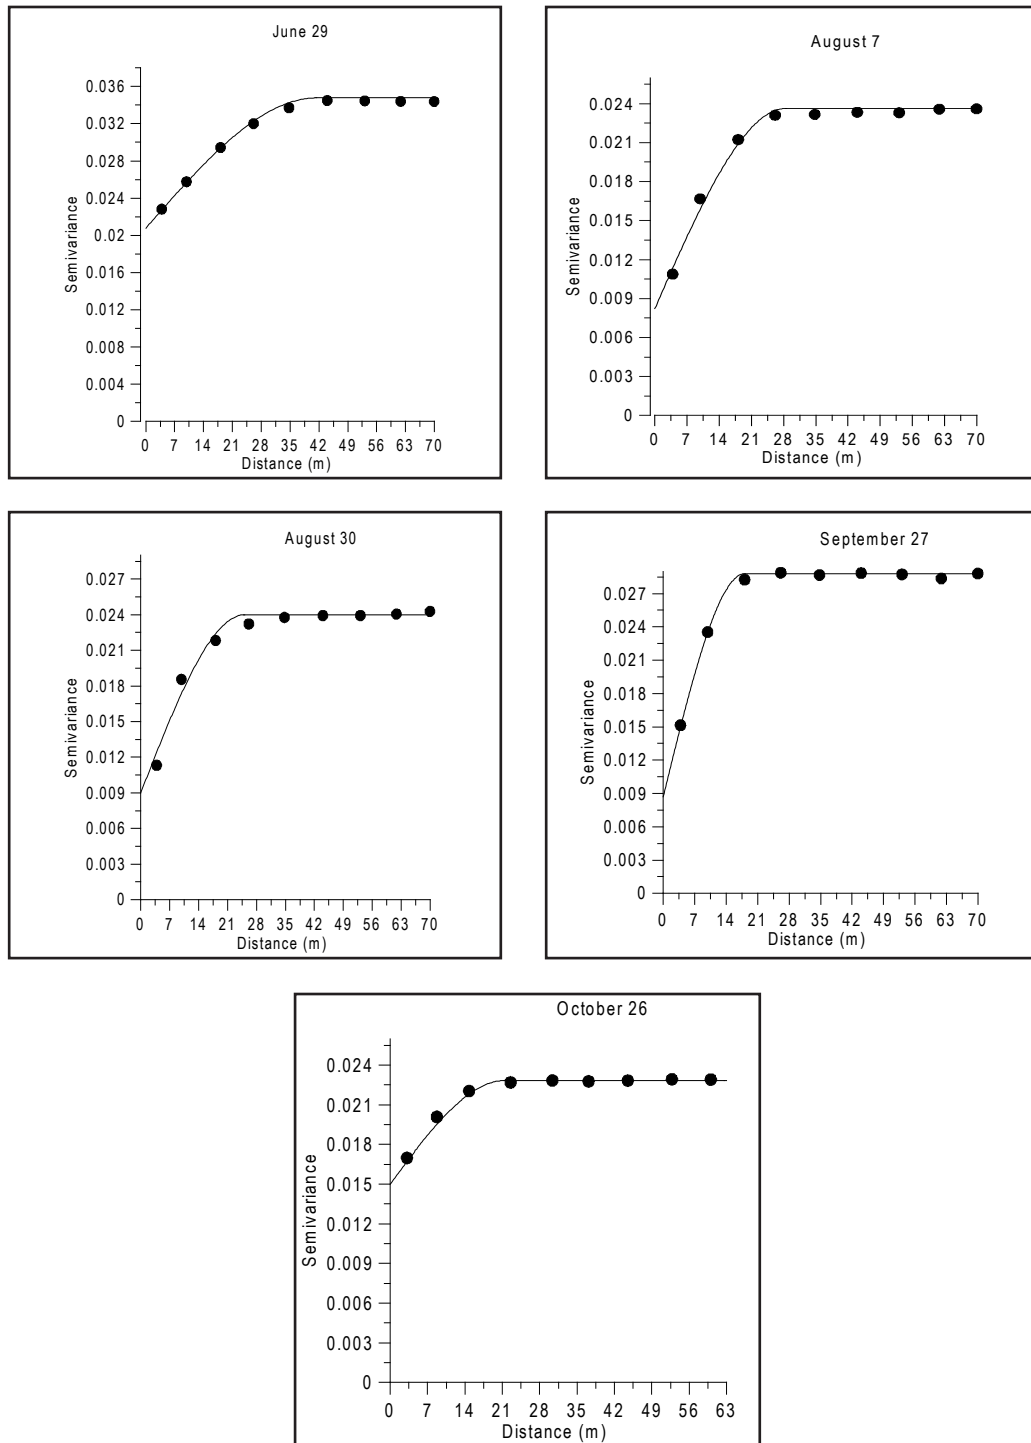 June 29
0.036
0.032
0.028
0.024
0.02
0.016
0.012
0.008
0.004
0
Semivariance
0 7 14 21 28 35 42 49 56 63 70
Distance (m)
August 7
0.024
0.021
0.018
0.015
0.012
0.009
0.006
0.003
0
Semivariance
0 7 14 21 28 35 42 49 56 63 70
Distance (m)
August 30
0.027
0.024
0.021
0.018
0.015
0.012
0.009
0.006
0.003
0
Semivariance
0 7 14 21 28 35 42 49 56 63 70
Distance (m)
September 27
0.027
0.024
0.021
0.018
0.015
0.012
0.009
0.006
0.003
0
Semivariance
0 7 14 21 28 35 42 49 56 63 70
Distance (m)
October 26
0.024
0.021
0.018
0.015
0.012
0.009
0.006
0.003
0
Semivariance
0 7 14 21 28 35 42 49 56 63
Distance (m)